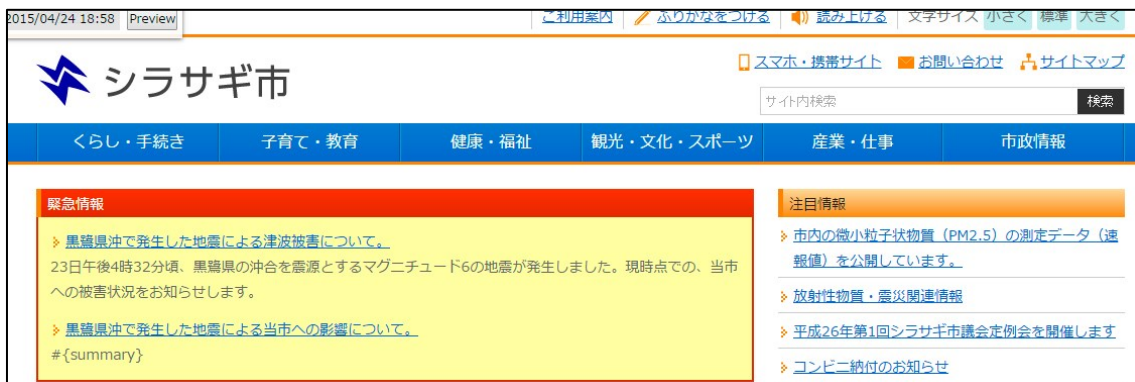 2015/04/24 18:58 Preview
ご利用案内 ふりがなをつける 読み上げる 文字サイズ 小さく 標準 大きく
シラサギ市
スマホ・携帯サイト お問い合わせ サイトマップ
サイト内検索 検索
くらし・手続き 子育て・教育 健康・福祉 観光・文化・スポーツ 産業・仕事 市政情報
緊急情報
黒鷺県沖で発生した地震による津波被害について。
23日午後4時32分頃、黒鷺県の沖合を震源とするマグニチュード6の地震が発生しました。現時点での、当市
への被害状況をお知らせします。
黒鷺県沖で発生した地震による当市への影響について。
#{summary}
注目情報
市内の微小粒子状物質（PM2.5）の測定データ（速
報値）を公開しています。
放射性物質・震災関連情報
平成26年第1回シラサギ市議会定例会を開催します
コンビニ納付のお知らせ